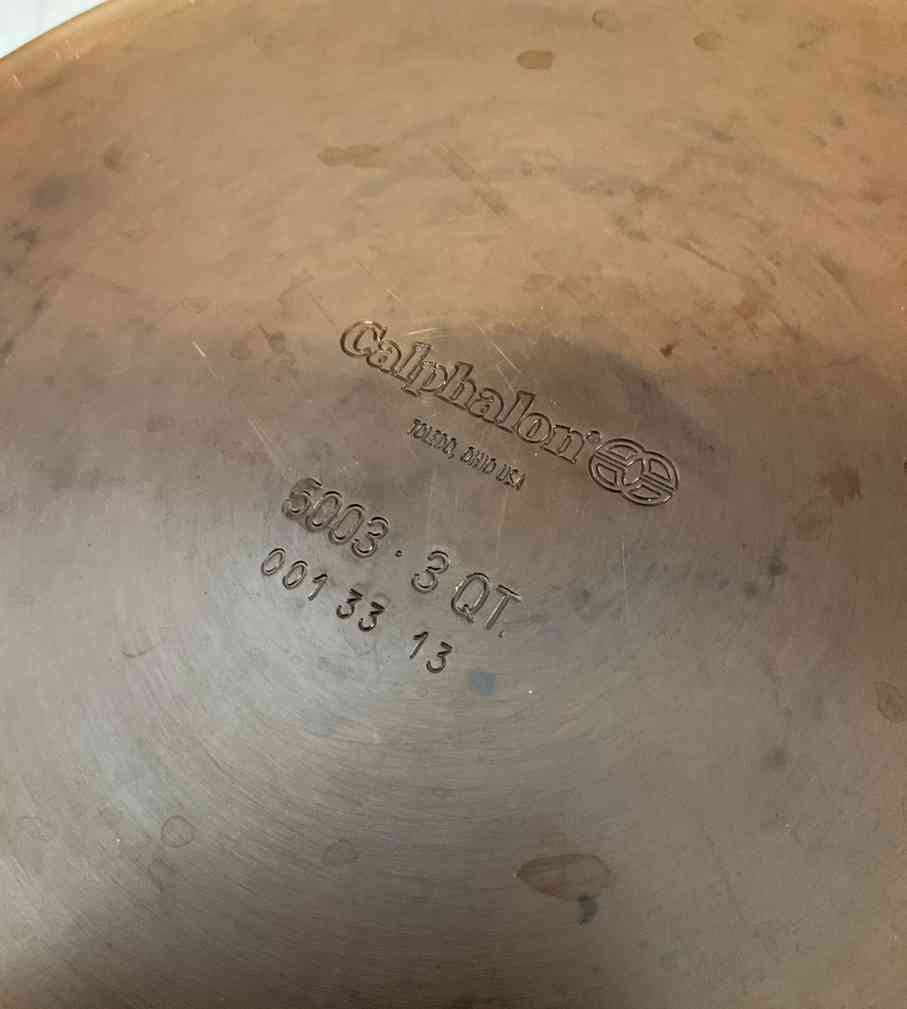 Calphalon®
TOLEDO, OHIO USA
5003 · 3 QT.
001 33 13